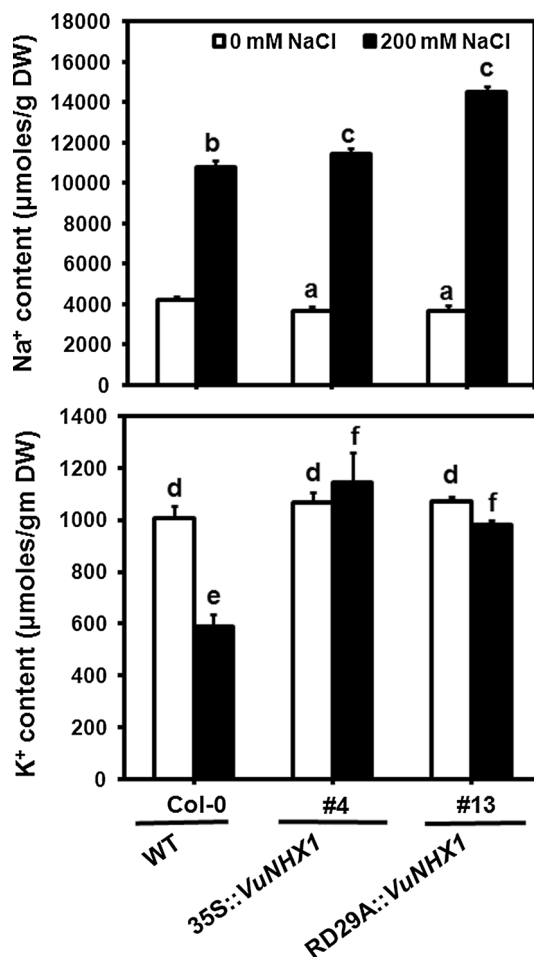 Na⁺ content (µmoles/g DW)
18000
16000
14000
12000
10000
8000
6000
4000
2000
0
0 mM NaCl 200 mM NaCl
b
a c
a c
K⁺ content (µmoles/gm DW)
1400
1200
1000
800
600
400
200
0
d e
d f
d f
Col-0 #4 #13
WT
35S::VuNHX1
RD29A::VuNHX1